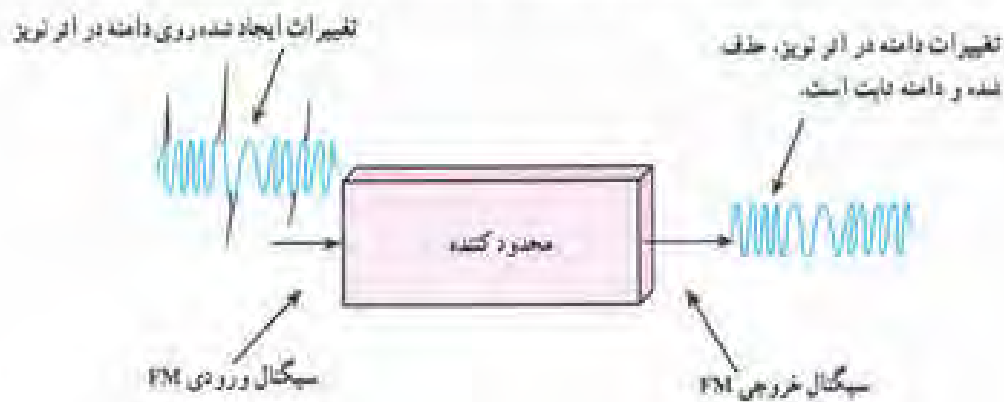 تغییرات ایجاد شده روی دامنه در اثر نویز
تغییرات دامنه در اثر نویز، حذف
شده و دامنه ثابت است.
محدود کننده
سیگنال ورودی FM
سیگنال خروجی FM